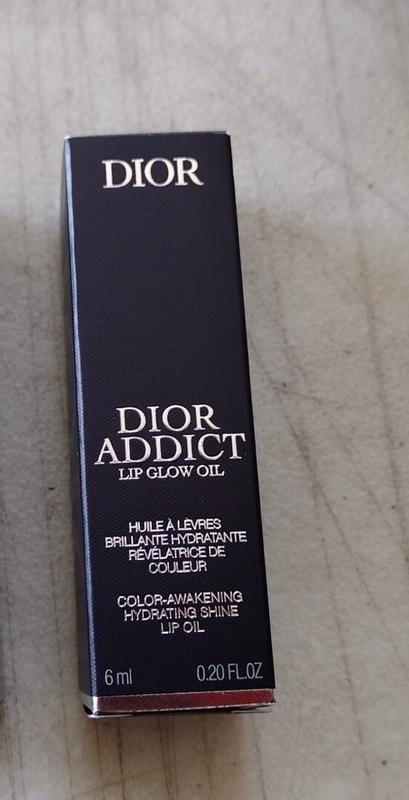 DIOR
DIOR
ADDICT
LIP GLOW OIL
HUILE À LÈVRES
BRILLANTE HYDRATANTE
RÉVÉLATRICE DE
COULEUR
COLOR-AWAKENING
HYDRATING SHINE
LIP OIL
6 ml 0.20 FL.OZ